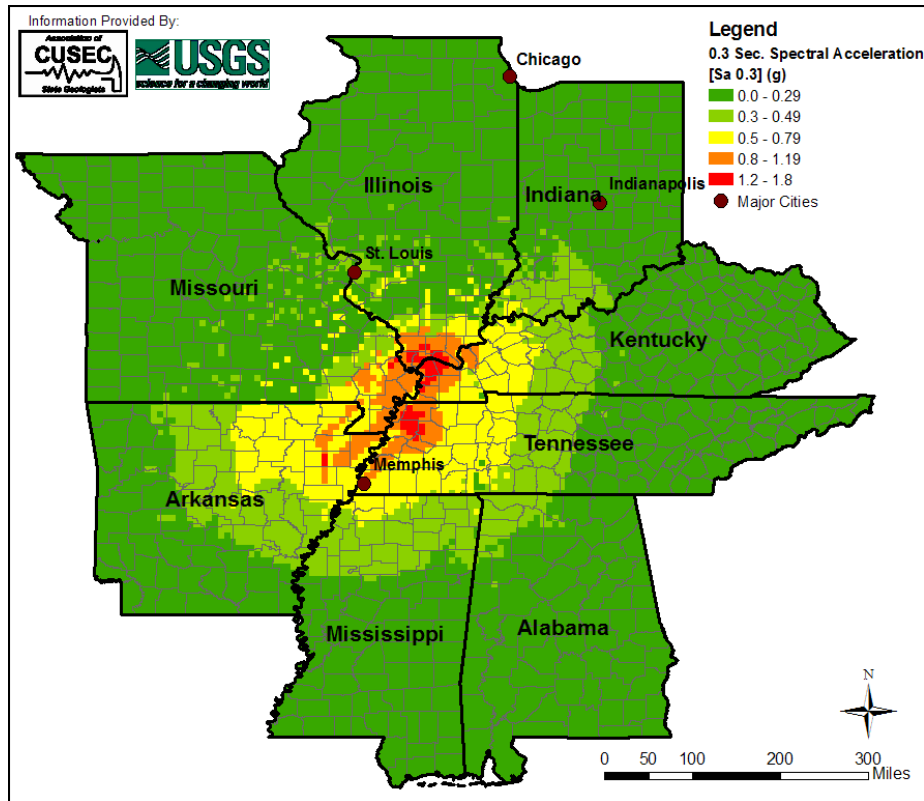 Information Provided By:
Association of
CUSEC
State Geologists
USGS
science for a changing world
Legend
0.3 Sec. Spectral Acceleration
[Sa 0.3] (g)
0.0 - 0.29
0.3 - 0.49
0.5 - 0.79
0.8 - 1.19
1.2 - 1.8
Major Cities
Chicago
Illinois
Indiana
Indianapolis
St. Louis
Missouri
Kentucky
Tennessee
Memphis
Arkansas
Mississippi
Alabama
N
0 50 100 200 300
Miles